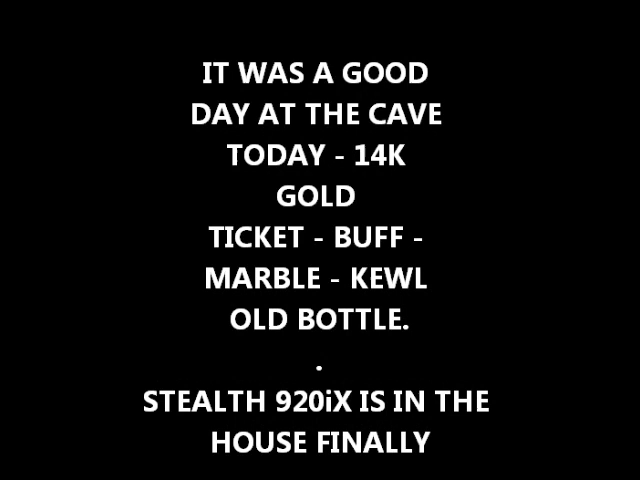 IT WAS A GOOD
DAY AT THE CAVE
TODAY - 14K
GOLD
TICKET - BUFF -
MARBLE - KEWL
OLD BOTTLE.
.
STEALTH 920iX IS IN THE
HOUSE FINALLY